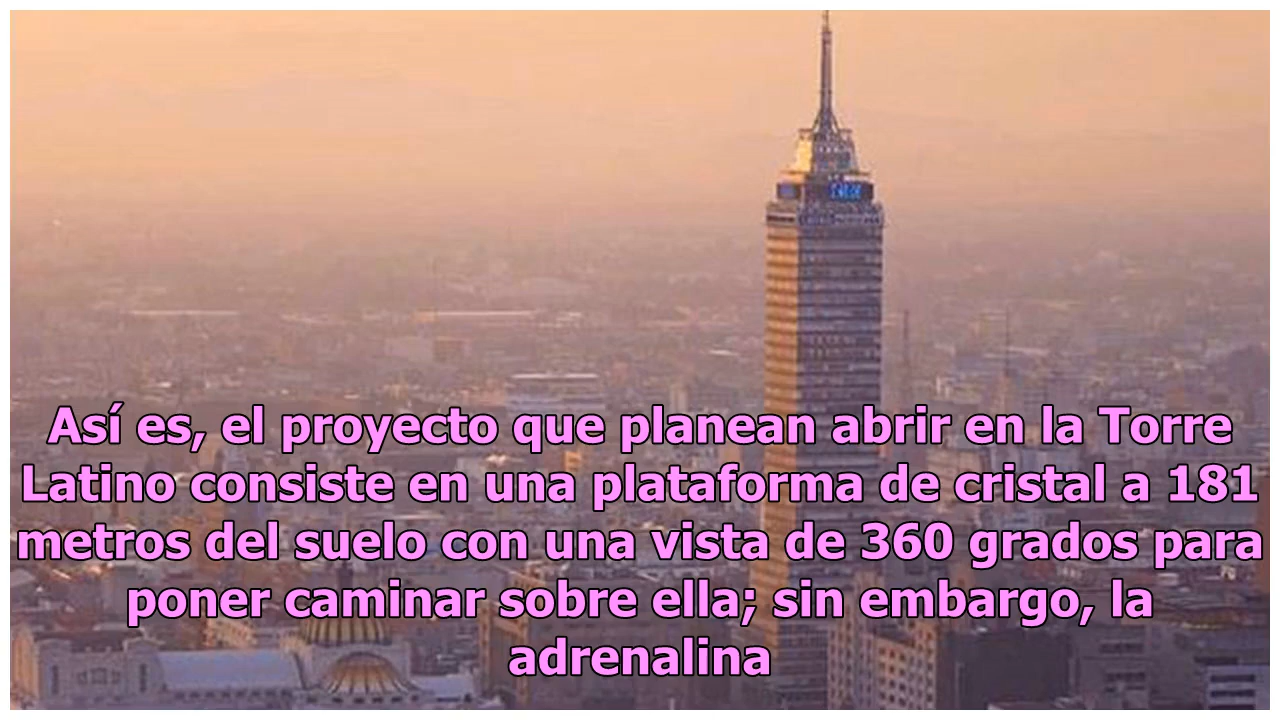 Así es, el proyecto que planean abrir en la Torre
Latino consiste en una plataforma de cristal a 181
metros del suelo con una vista de 360 grados para
poner caminar sobre ella; sin embargo, la
adrenalina